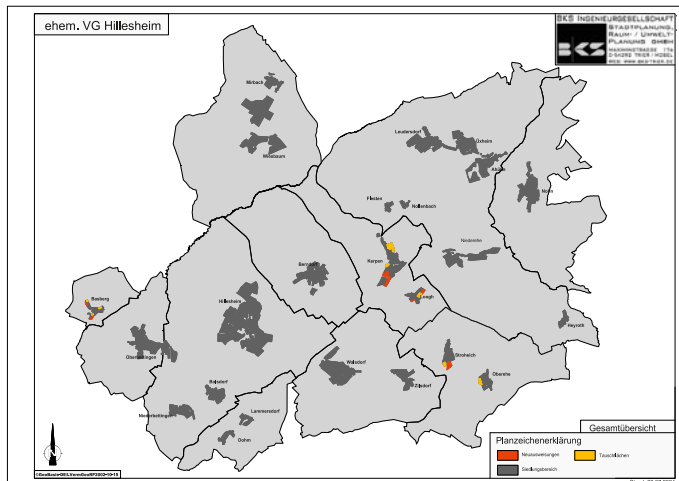 ehem. VG Hillesheim
BKS INGENIEURGESELLSCHAFT
STADTPLANUNG,
RAUM- / UMWELT-
PLANUNG GMBH
BKS
Mirbach
Wiesbaum
Leudersdorf
Üxheim
Ahütte
Nohn
Flesten
Nollenbach
Niederehe
Kerpen
Berndorf
Loogh
Heyroth
Basberg
Hillesheim
Oberbettingen
Walsdorf
Stroheich
Oberehe
Zilsdorf
Bolsdorf
Niederbettingen
Lammersdorf
Dohm
N
Gesamtübersicht
Planzeichenerklärung
Neuausweisungen
Tauschflächen
Siedlungsbereich